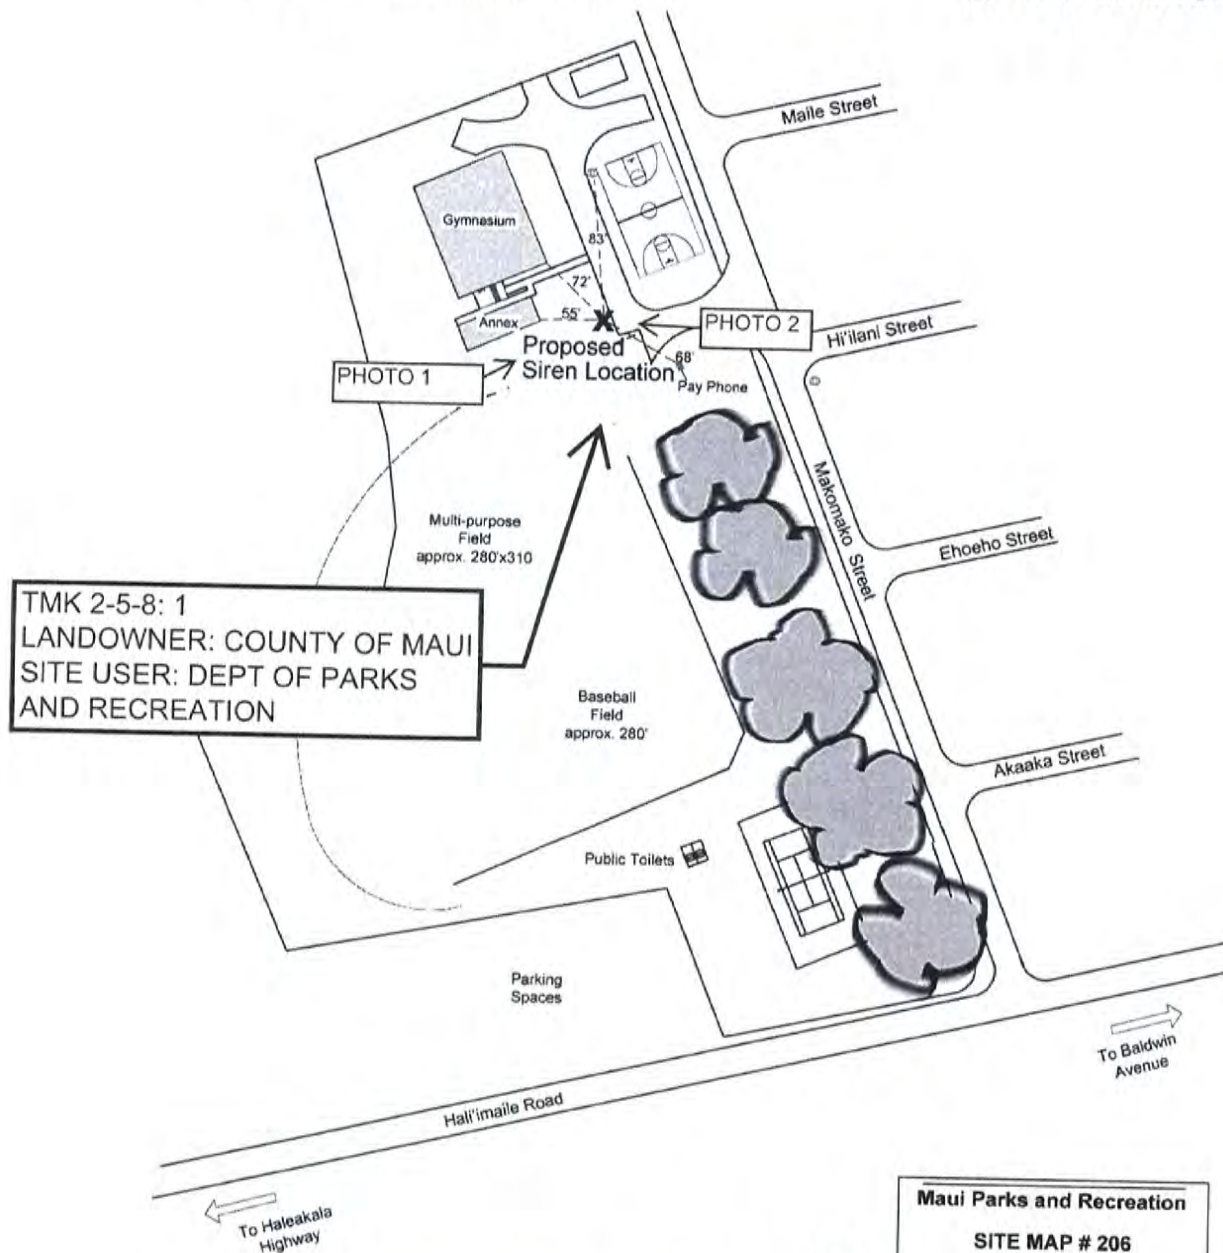 Maile Street
Gymnasium
83'
72'
55'
Annex
X
PHOTO 2
Hi'ilani Street
Proposed
Siren Location
68'
Pay Phone
PHOTO 1
Makomako Street
Multi-purpose
Field
approx. 280'x310
Ehoeho Street
TMK 2-5-8: 1
LANDOWNER: COUNTY OF MAUI
SITE USER: DEPT OF PARKS
AND RECREATION
Baseball
Field
approx. 280'
Akaaka Street
Public Toilets
Parking
Spaces
To Baldwin
Avenue
Hali'imaile Road
To Haleakala
Highway
Maui Parks and Recreation
SITE MAP # 206